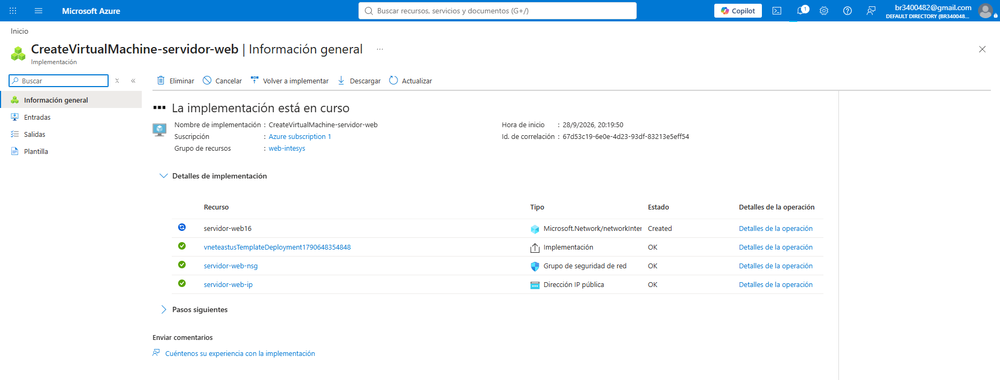 Microsoft Azure
Buscar recursos, servicios y documentos (G+/)
Copilot
1
br3400482@gmail.com
DEFAULT DIRECTORY (BR340048...
Inicio
CreateVirtualMachine-servidor-web | Información general ...
Implementación
Buscar
Eliminar Cancelar Volver a implementar Descargar Actualizar
Información general
Entradas
Salidas
Plantilla
La implementación está en curso
Nombre de implementación : CreateVirtualMachine-servidor-web
Suscripción : Azure subscription 1
Grupo de recursos : web-intesys
Hora de inicio : 28/9/2026, 20:19:50
Id. de correlación : 67d53c19-6e0e-4d23-93df-83213e5eff54
Detalles de implementación
Recurso Tipo Estado Detalles de la operación
servidor-web16 Microsoft.Network/networkInter Created Detalles de la operación
vneteastusTemplateDeployment1790648354848 Implementación OK Detalles de la operación
servidor-web-nsg Grupo de seguridad de red OK Detalles de la operación
servidor-web-ip Dirección IP pública OK Detalles de la operación
Pasos siguientes
Enviar comentarios
Cuéntenos su experiencia con la implementación